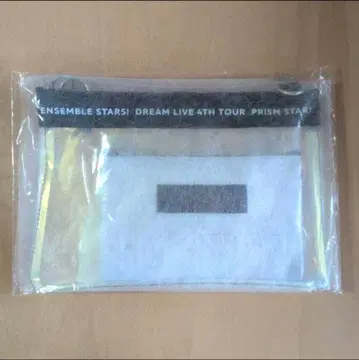 ENSEMBLE STARS! DREAM LIVE 4TH TOUR PRISM STAR!